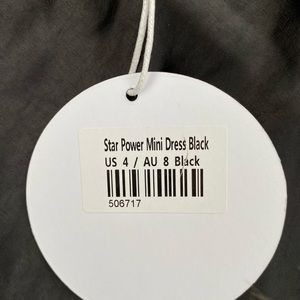 Star Power Mini Dress Black
US 4 / AU 8 Black
506717